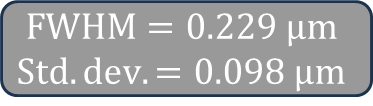 FWHM = 0.229 μm
Std. dev. = 0.098 μm